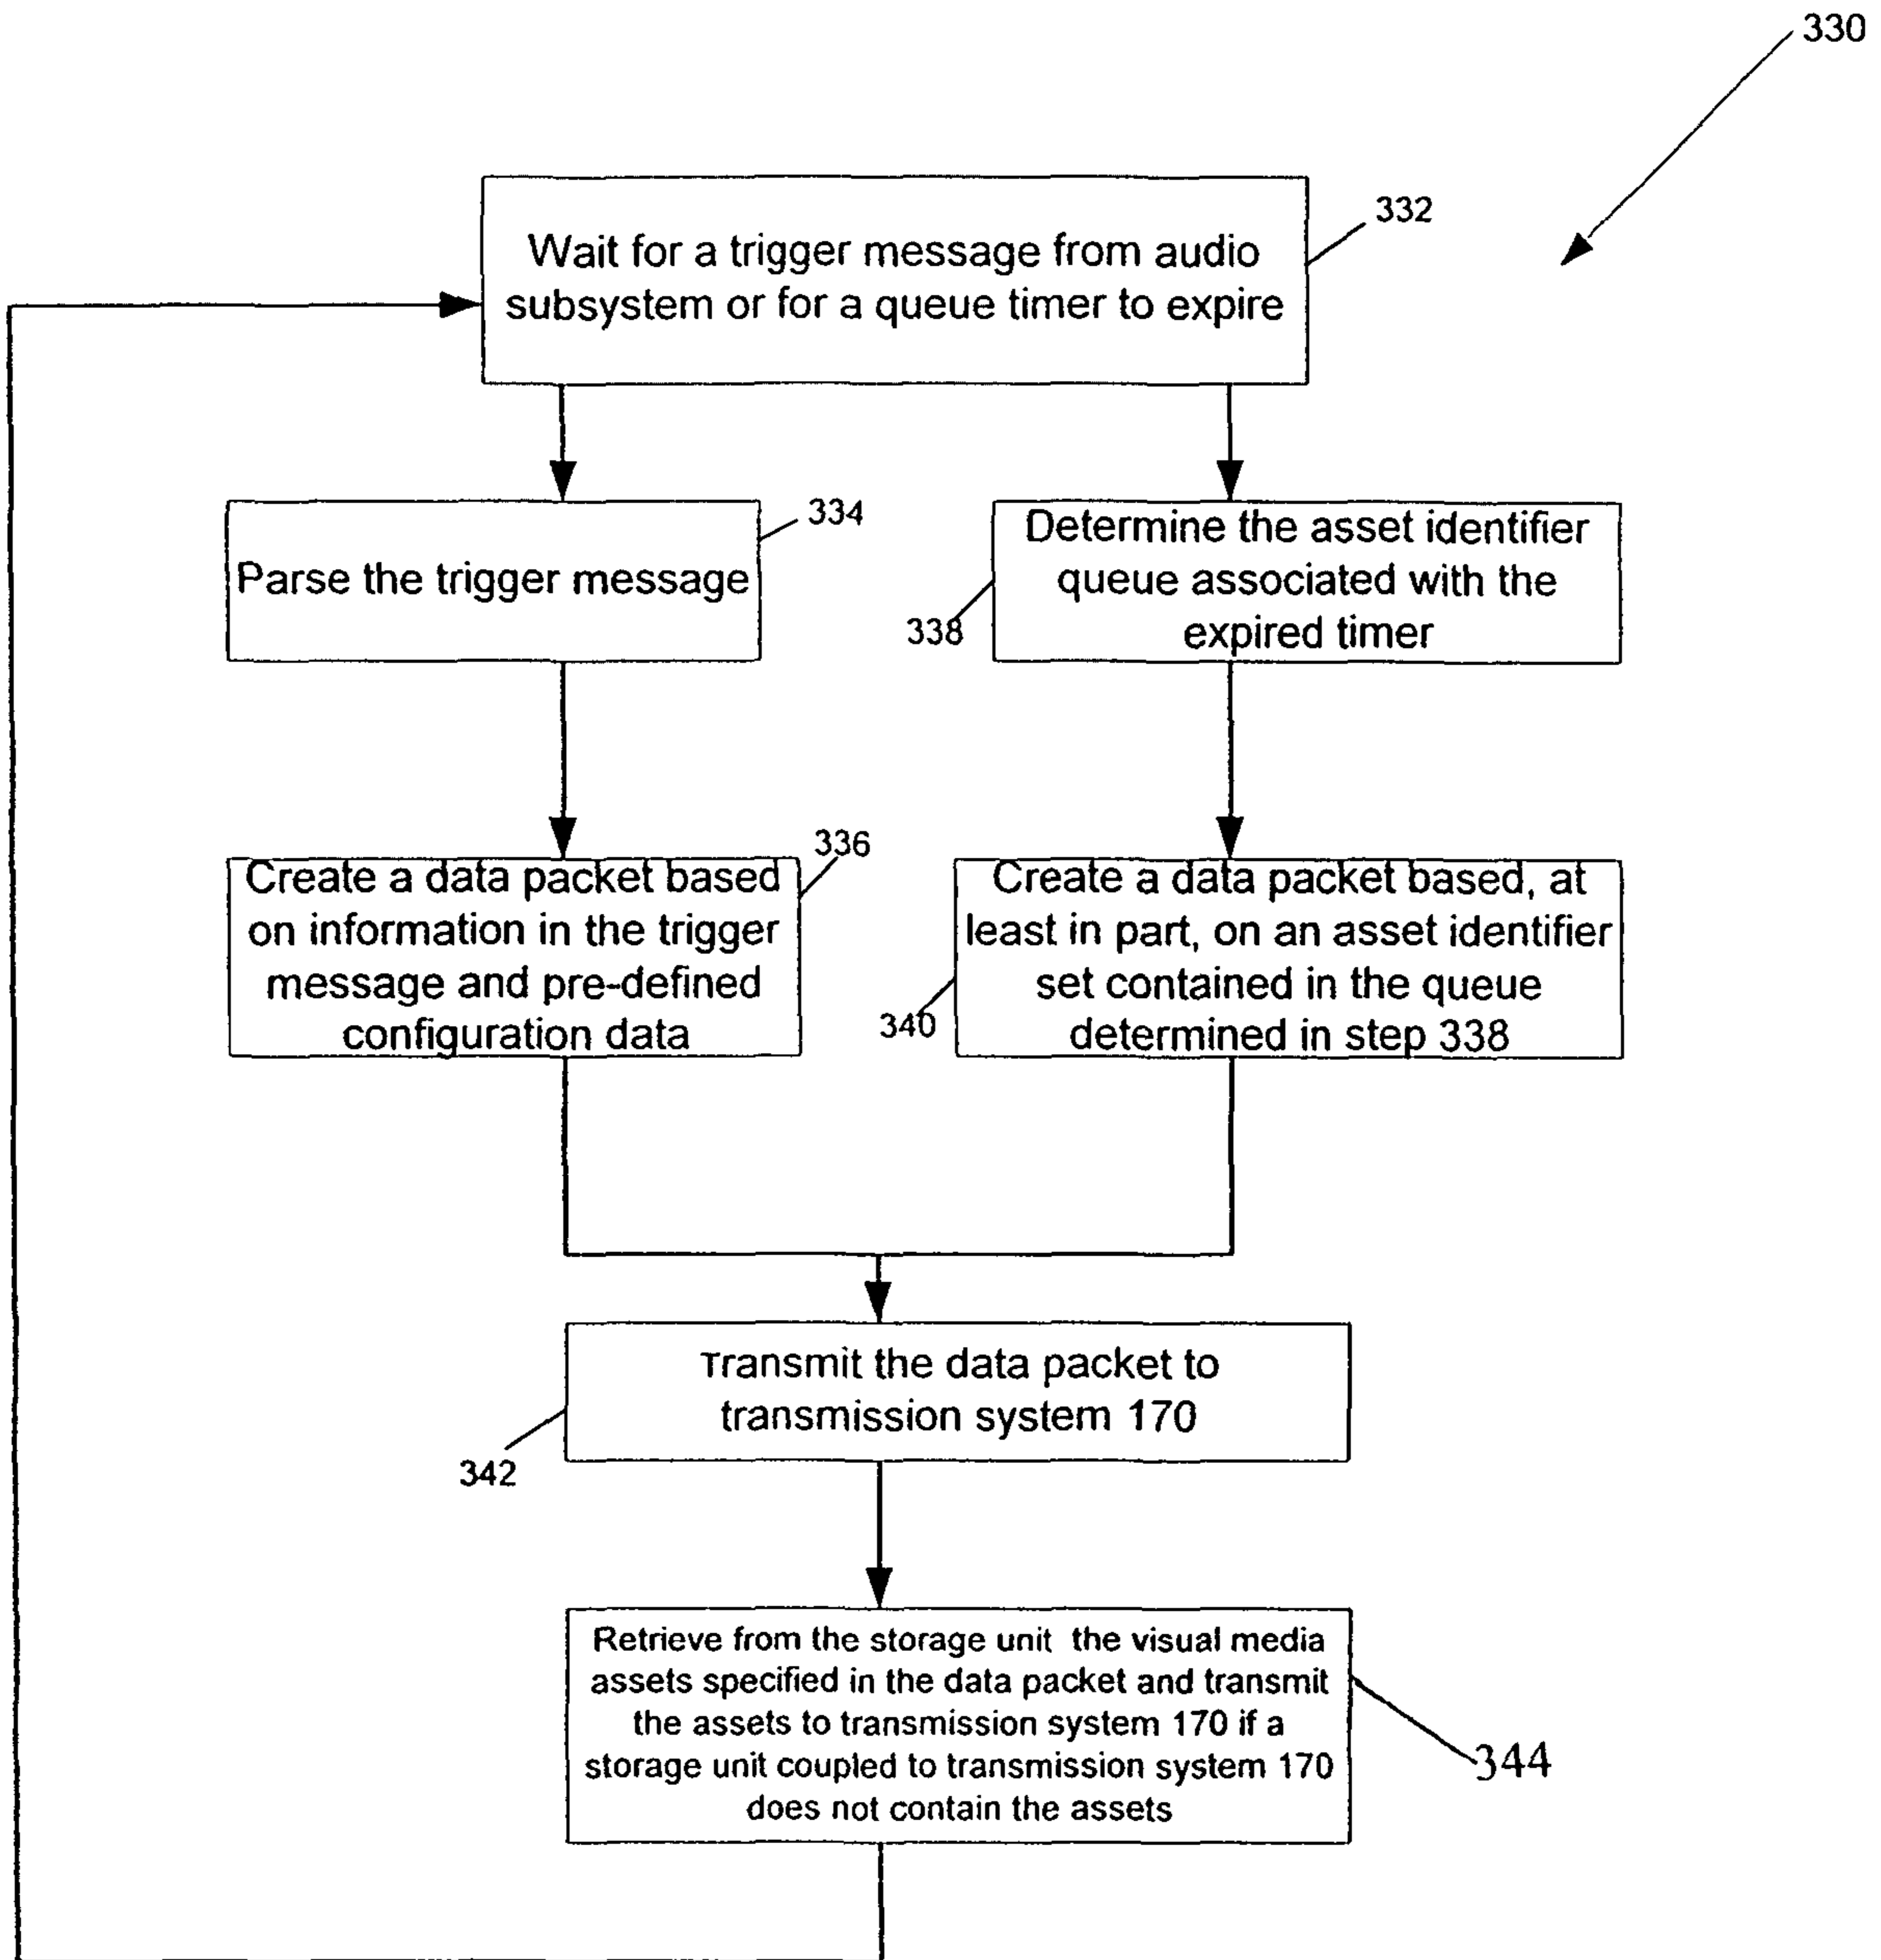 330
332
Wait for a trigger message from audio
subsystem or for a queue timer to expire
334
Parse the trigger message
Determine the asset identifier
queue associated with the
expired timer
338
336
Create a data packet based
on information in the trigger
message and pre-defined
configuration data
Create a data packet based, at
least in part, on an asset identifier
set contained in the queue
determined in step 338
340
Transmit the data packet to
transmission system 170
342
Retrieve from the storage unit the visual media
assets specified in the data packet and transmit
the assets to transmission system 170 if a
storage unit coupled to transmission system 170
does not contain the assets
344